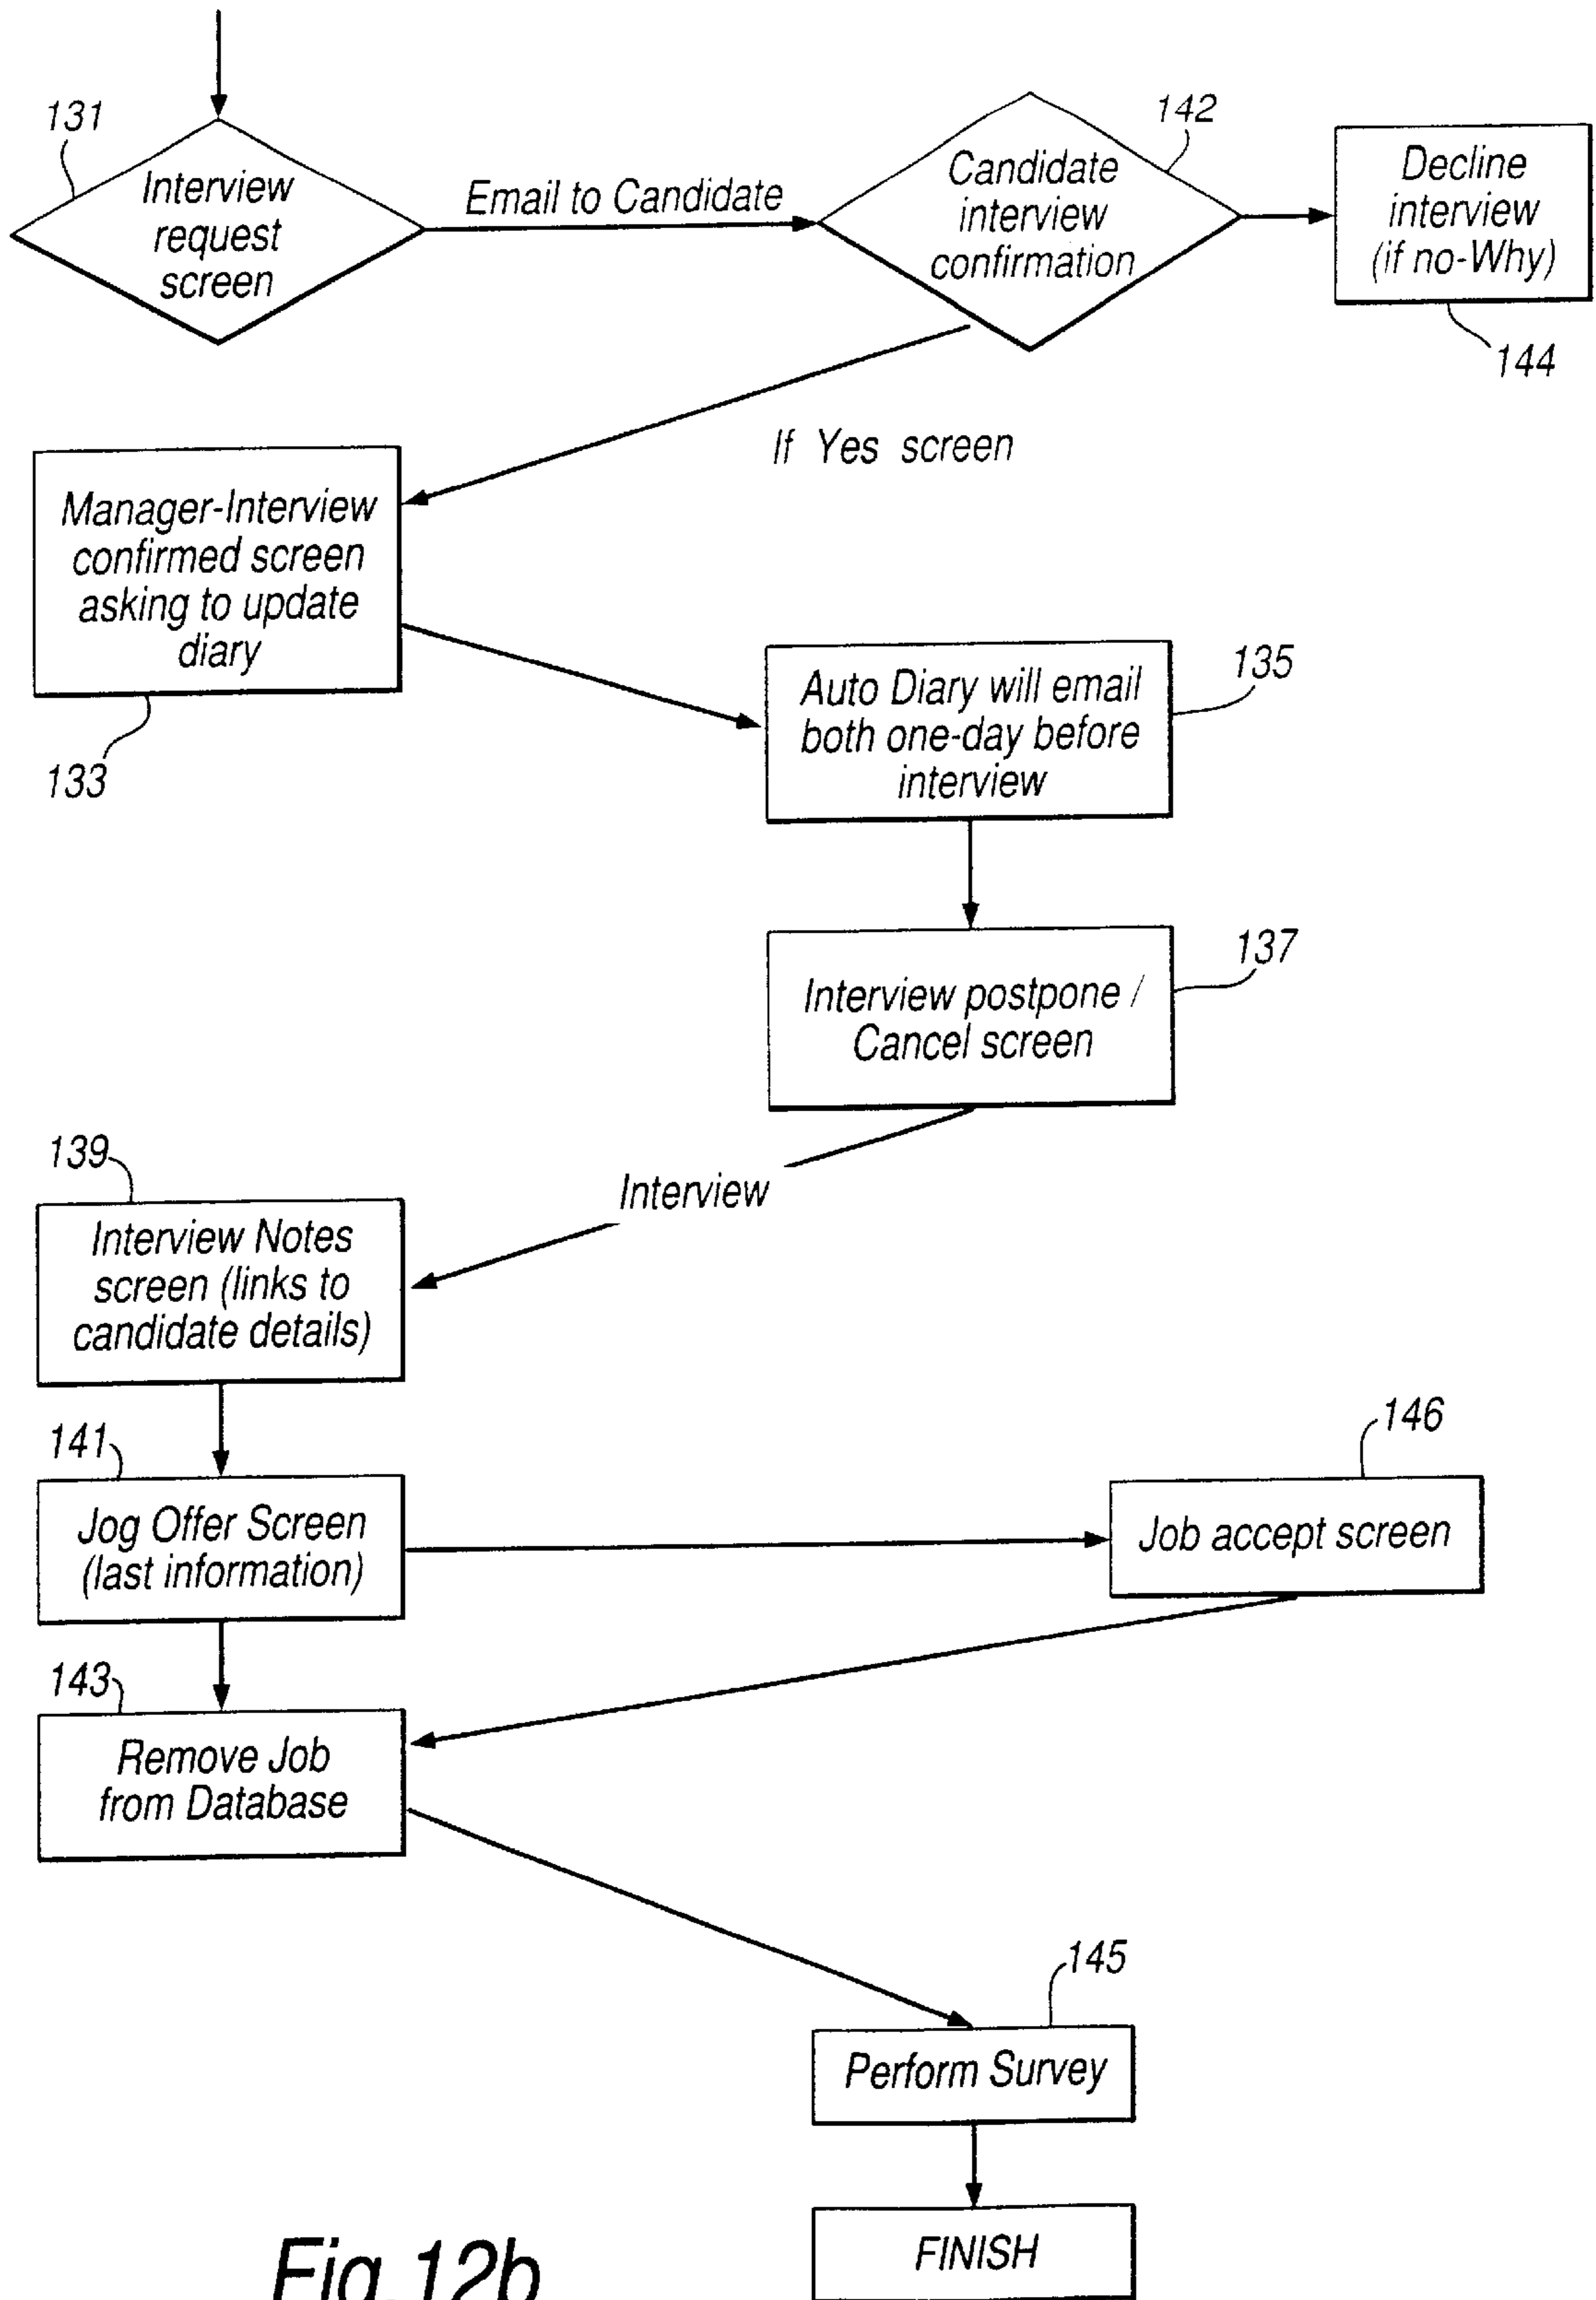 131
Interview
request
screen
Email to Candidate
142
Candidate
interview
confirmation
Decline
interview
(if no-Why)
144
If Yes screen
Manager-Interview
confirmed screen
asking to update
diary
133
135
Auto Diary will email
both one-day before
interview
137
Interview postpone /
Cancel screen
Interview
139
Interview Notes
screen (links to
candidate details)
141
Jog Offer Screen
(last information)
146
Job accept screen
143
Remove Job
from Database
145
Perform Survey
FINISH
Fig.12b